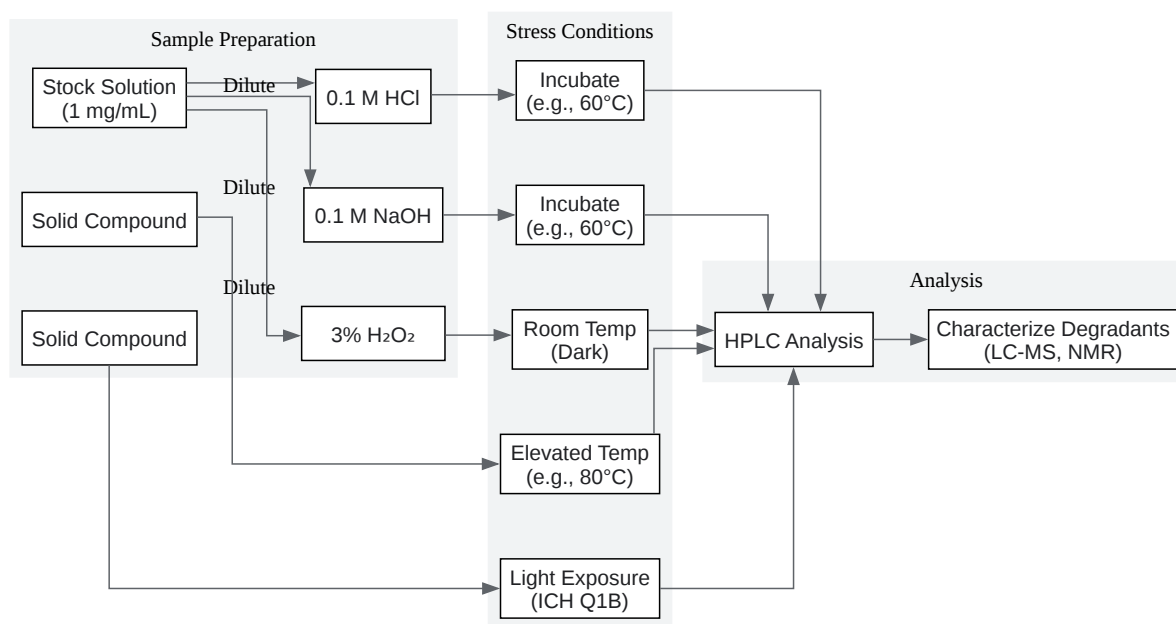 Sample Preparation
Stock Solution
(1 mg/mL)
Dilute
0.1 M HCl
Dilute
0.1 M NaOH
Solid Compound
Dilute
3% H₂O₂
Solid Compound
Stress Conditions
Incubate
(e.g., 60°C)
Incubate
(e.g., 60°C)
Room Temp
(Dark)
Elevated Temp
(e.g., 80°C)
Light Exposure
(ICH Q1B)
Analysis
HPLC Analysis
Characterize Degradants
(LC-MS, NMR)